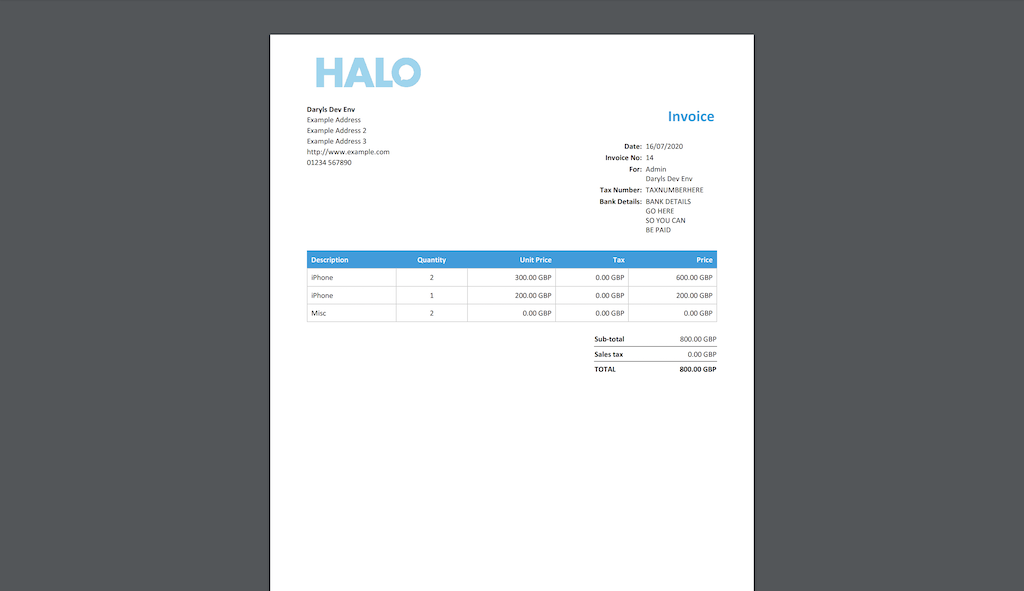 HALO
Daryls Dev Env
Example Address
Example Address 2
Example Address 3
http://www.example.com
01234 567890
Invoice
Date: 16/07/2020
Invoice No: 14
For: Admin
Daryls Dev Env
Tax Number: TAXNUMBERHERE
Bank Details: BANK DETAILS
GO HERE
SO YOU CAN
BE PAID
Description Quantity Unit Price Tax Price
iPhone 2 300.00 GBP 0.00 GBP 600.00 GBP
iPhone 1 200.00 GBP 0.00 GBP 200.00 GBP
Misc 2 0.00 GBP 0.00 GBP 0.00 GBP
Sub-total 800.00 GBP
Sales tax 0.00 GBP
TOTAL 800.00 GBP